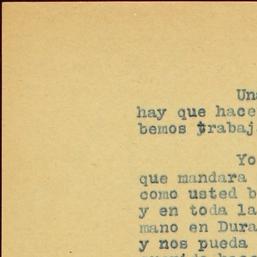 Una
hay que hace
bemos trabaj
Yo
que mandara
como usted b
y en toda la
mano en Dura
y nos pueda